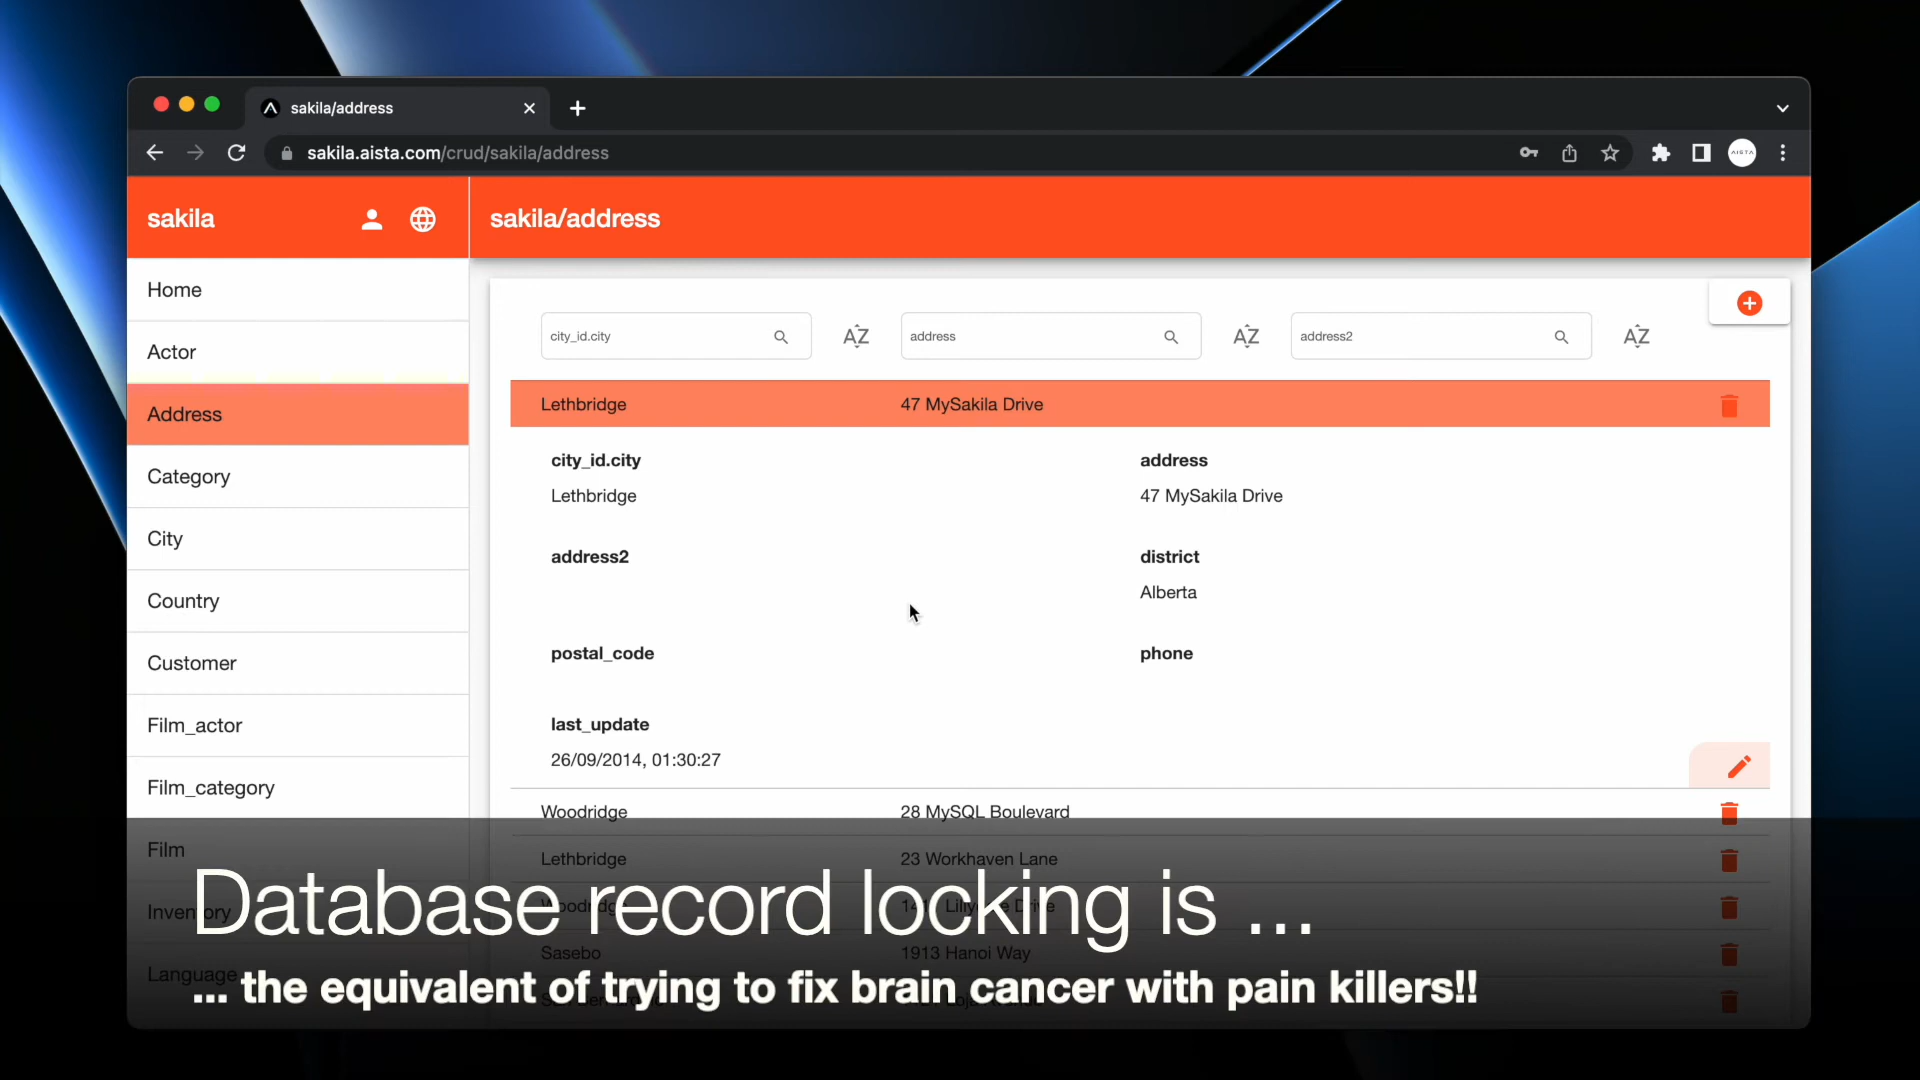 sakila/address
sakila.aista.com/crud/sakila/address
AISTA
sakila
sakila/address
Home
Actor
Address
Category
City
Country
Customer
Film_actor
Film_category
Film
Inventory
Language
city_id.city
AZ
address
AZ
address2
AZ
Lethbridge 47 MySakila Drive
city_id.city address
Lethbridge 47 MySakila Drive
address2 district
Alberta
postal_code phone
last_update
26/09/2014, 01:30:27
Woodridge 28 MySQL Boulevard
Lethbridge 23 Workhaven Lane
Woodridge Drive
Sasebo 1913 Hanoi Way
Database record locking is ...
... the equivalent of trying to fix brain cancer with pain killers!!